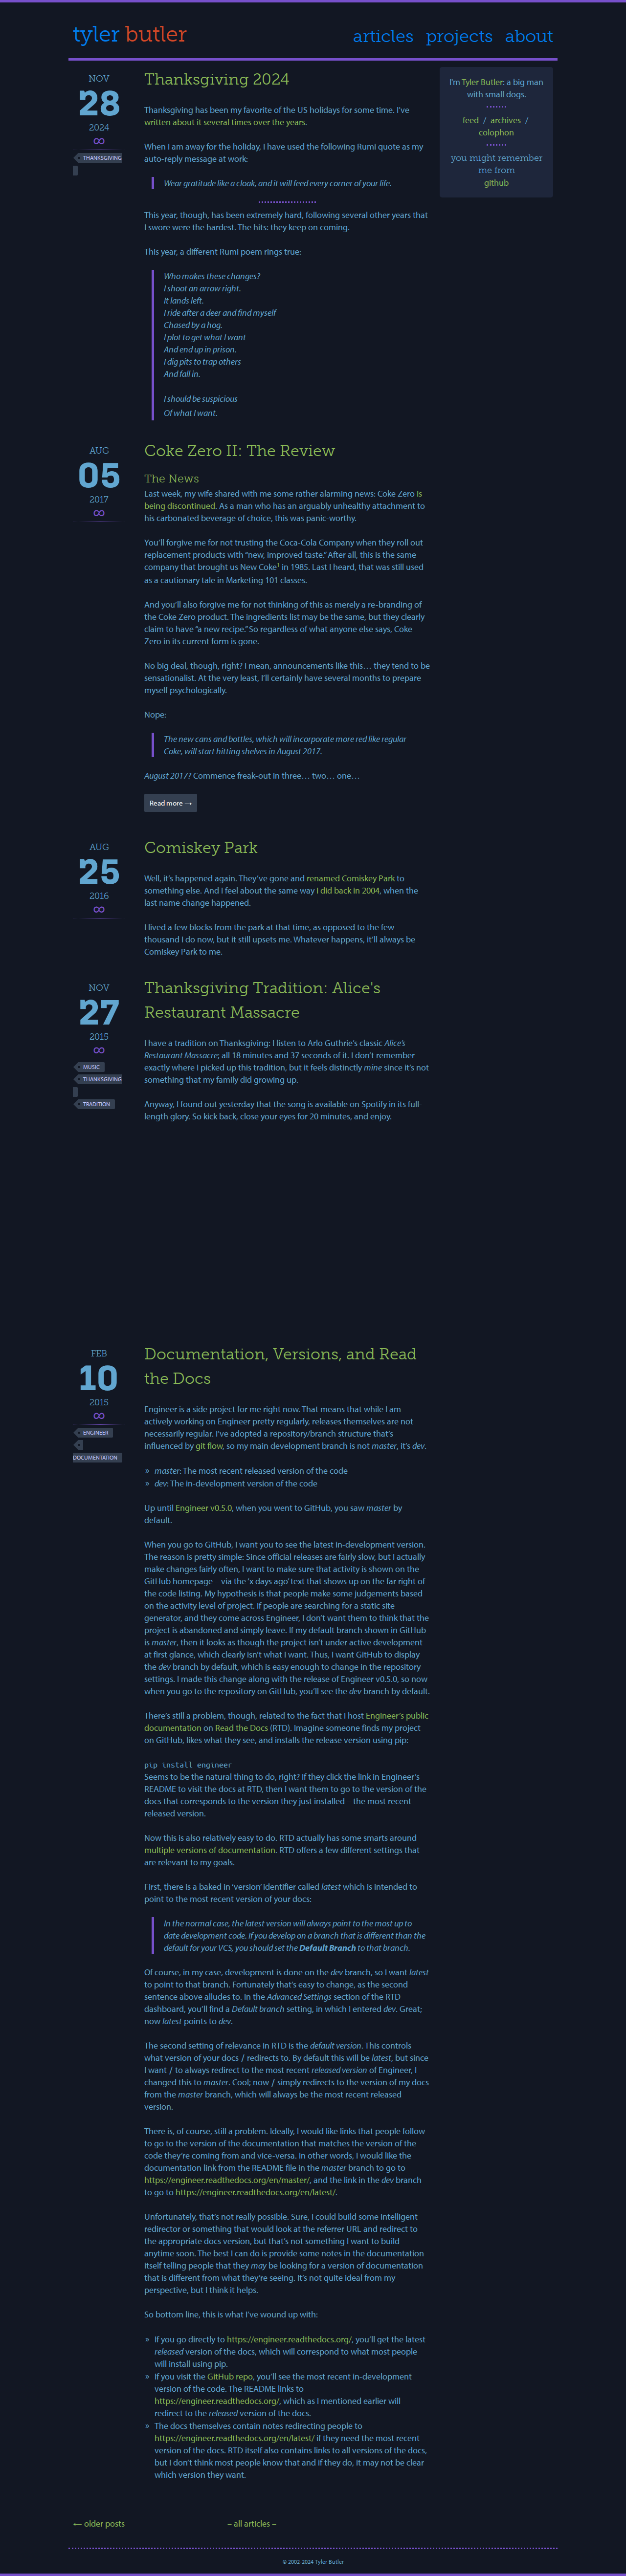 tyler butler
articles projects about
NOV
28
2024
∞
THANKSGIVING
Thanksgiving 2024
Thanksgiving has been my favorite of the US holidays for some time. I've
written about it several times over the years.
When I am away for the holiday, I have used the following Rumi quote as my
auto-reply message at work:
Wear gratitude like a cloak, and it will feed every corner of your life.
This year, though, has been extremely hard, following several other years that
I swore were the hardest. The hits: they keep on coming.
This year, a different Rumi poem rings true:
Who makes these changes?
I shoot an arrow right.
It lands left.
I ride after a deer and find myself
Chased by a hog.
I plot to get what I want
And end up in prison.
I dig pits to trap others
And fall in.
I should be suspicious
Of what I want.
I'm Tyler Butler: a big man
with small dogs.
feed / archives /
colophon
you might remember
me from
github
AUG
05
2017
∞
Coke Zero II: The Review
The News
Last week, my wife shared with me some rather alarming news: Coke Zero is
being discontinued. As a man who has an arguably unhealthy attachment to
his carbonated beverage of choice, this was panic-worthy.
You'll forgive me for not trusting the Coca-Cola Company when they roll out
replacement products with "new, improved taste." After all, this is the same
company that brought us New Coke¹ in 1985. Last I heard, that was still used
as a cautionary tale in Marketing 101 classes.
And you'll also forgive me for not thinking of this as merely a re-branding of
the Coke Zero product. The ingredients list may be the same, but they clearly
claim to have "a new recipe." So regardless of what anyone else says, Coke
Zero in its current form is gone.
No big deal, though, right? I mean, announcements like this… they tend to be
sensationalist. At the very least, I'll certainly have several months to prepare
myself psychologically.
Nope:
The new cans and bottles, which will incorporate more red like regular
Coke, will start hitting shelves in August 2017.
August 2017? Commence freak-out in three… two… one…
Read more →
AUG
25
2016
∞
Comiskey Park
Well, it's happened again. They've gone and renamed Comiskey Park to
something else. And I feel about the same way I did back in 2004, when the
last name change happened.
I lived a few blocks from the park at that time, as opposed to the few
thousand I do now, but it still upsets me. Whatever happens, it'll always be
Comiskey Park to me.
NOV
27
2015
∞
MUSIC
THANKSGIVING
TRADITION
Thanksgiving Tradition: Alice's
Restaurant Massacre
I have a tradition on Thanksgiving: I listen to Arlo Guthrie's classic Alice's
Restaurant Massacre; all 18 minutes and 37 seconds of it. I don't remember
exactly where I picked up this tradition, but it feels distinctly mine since it's not
something that my family did growing up.
Anyway, I found out yesterday that the song is available on Spotify in its full-
length glory. So kick back, close your eyes for 20 minutes, and enjoy.
FEB
10
2015
∞
ENGINEER
DOCUMENTATION
Documentation, Versions, and Read
the Docs
Engineer is a side project for me right now. That means that while I am
actively working on Engineer pretty regularly, releases themselves are not
necessarily regular. I've adopted a repository/branch structure that's
influenced by git flow, so my main development branch is not master, it's dev.
» master: The most recent released version of the code
» dev: The in-development version of the code
Up until Engineer v0.5.0, when you went to GitHub, you saw master by
default.
When you go to GitHub, I want you to see the latest in-development version.
The reason is pretty simple: Since official releases are fairly slow, but I actually
make changes fairly often, I want to make sure that activity is shown on the
GitHub homepage – via the 'x days ago' text that shows up on the far right of
the code listing. My hypothesis is that people make some judgements based
on the activity level of project. If people are searching for a static site
generator, and they come across Engineer, I don't want them to think that the
project is abandoned and simply leave. If my default branch shown in GitHub
is master, then it looks as though the project isn't under active development
at first glance, which clearly isn't what I want. Thus, I want GitHub to display
the dev branch by default, which is easy enough to change in the repository
settings. I made this change along with the release of Engineer v0.5.0, so now
when you go to the repository on GitHub, you'll see the dev branch by default.
There's still a problem, though, related to the fact that I host Engineer's public
documentation on Read the Docs (RTD). Imagine someone finds my project
on GitHub, likes what they see, and installs the release version using pip:
pip install engineer
Seems to be the natural thing to do, right? If they click the link in Engineer's
README to visit the docs at RTD, then I want them to go to the version of the
docs that corresponds to the version they just installed – the most recent
released version.
Now this is also relatively easy to do. RTD actually has some smarts around
multiple versions of documentation. RTD offers a few different settings that
are relevant to my goals.
First, there is a baked in 'version' identifier called latest which is intended to
point to the most recent version of your docs:
In the normal case, the latest version will always point to the most up to
date development code. If you develop on a branch that is different than the
default for your VCS, you should set the Default Branch to that branch.
Of course, in my case, development is done on the dev branch, so I want latest
to point to that branch. Fortunately that's easy to change, as the second
sentence above alludes to. In the Advanced Settings section of the RTD
dashboard, you'll find a Default branch setting, in which I entered dev. Great;
now latest points to dev.
The second setting of relevance in RTD is the default version. This controls
what version of your docs / redirects to. By default this will be latest, but since
I want / to always redirect to the most recent released version of Engineer, I
changed this to master. Cool; now / simply redirects to the version of my docs
from the master branch, which will always be the most recent released
version.
There is, of course, still a problem. Ideally, I would like links that people follow
to go to the version of the documentation that matches the version of the
code they're coming from and vice-versa. In other words, I would like the
documentation link from the README file in the master branch to go to
https://engineer.readthedocs.org/en/master/, and the link in the dev branch
to go to https://engineer.readthedocs.org/en/latest/.
Unfortunately, that's not really possible. Sure, I could build some intelligent
redirector or something that would look at the referrer URL and redirect to
the appropriate docs version, but that's not something I want to build
anytime soon. The best I can do is provide some notes in the documentation
itself telling people that they may be looking for a version of documentation
that is different from what they're seeing. It's not quite ideal from my
perspective, but I think it helps.
So bottom line, this is what I've wound up with:
» If you go directly to https://engineer.readthedocs.org/, you'll get the latest
released version of the docs, which will correspond to what most people
will install using pip.
» If you visit the GitHub repo, you'll see the most recent in-development
version of the code. The README links to
https://engineer.readthedocs.org/, which as I mentioned earlier will
redirect to the released version of the docs.
» The docs themselves contain notes redirecting people to
https://engineer.readthedocs.org/en/latest/ if they need the most recent
version of the docs. RTD itself also contains links to all versions of the docs,
but I don't think most people know that and if they do, it may not be clear
which version they want.
← older posts
– all articles –
© 2002-2024 Tyler Butler